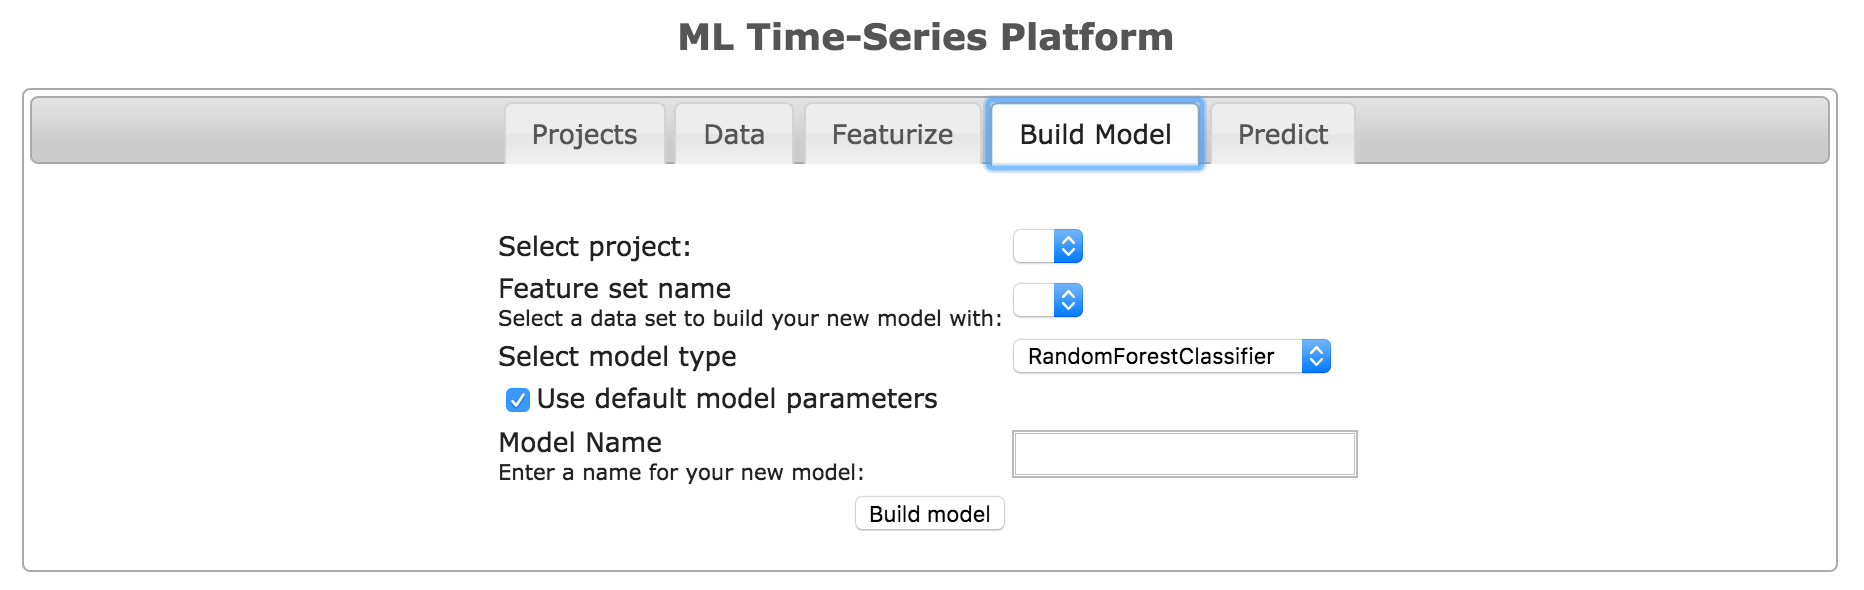 ML Time-Series Platform
Projects Data Featurize Build Model Predict
Select project:
Feature set name
Select a data set to build your new model with:
Select model type RandomForestClassifier
Use default model parameters
Model Name
Enter a name for your new model:
Build model